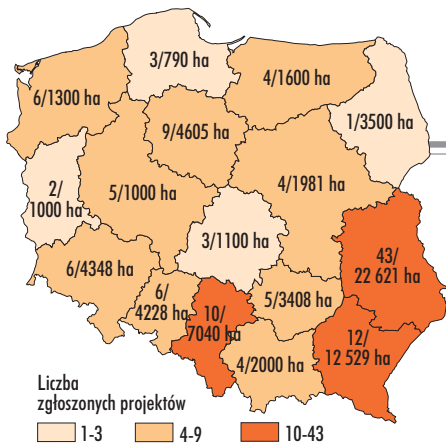 3/790 ha
4/1600 ha
6/1300 ha
1/3500 ha
9/4605 ha
2/
1000 ha
5/1000 ha
4/1981 ha
3/1100 ha
43/
22 621 ha
6/4348 ha
6/
4228 ha
10/
7040 ha
5/3408 ha
12/
12 529 ha
4/2000 ha
Liczba
zgłoszonych projektów
1-3 4-9 10-43